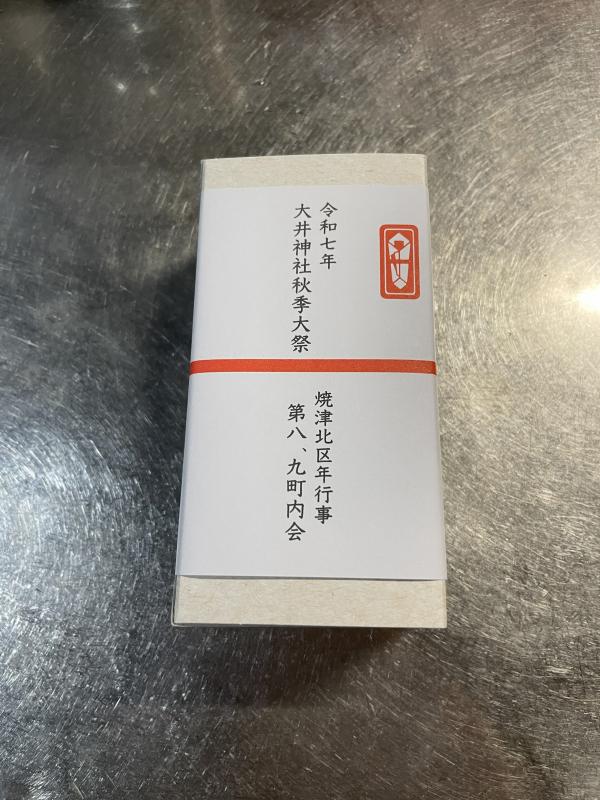 令和七年
大井神社秋季大祭
焼津北区年行事
第八、九町内会